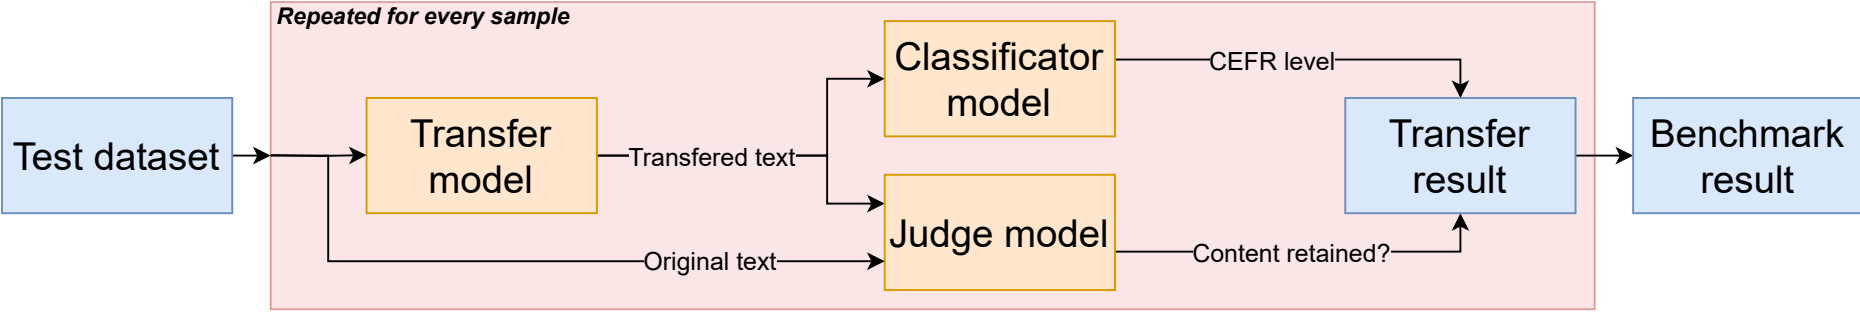 Repeated for every sample
Test dataset
Transfer
model
Transfered text
Original text
Classificator
model
Judge model
CEFR level
Content retained?
Transfer
result
Benchmark
result